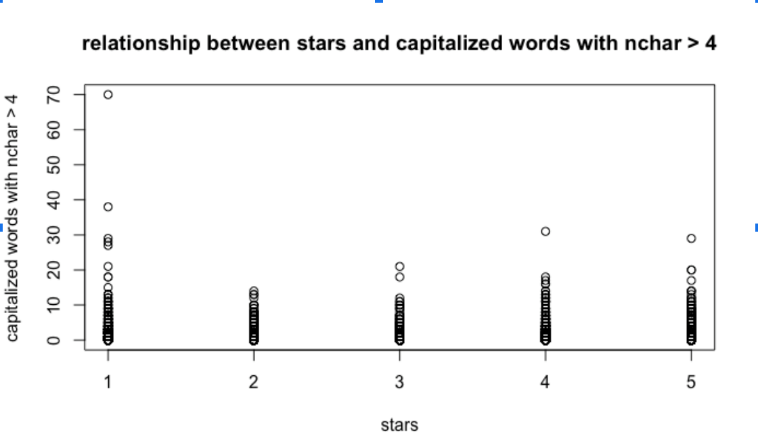 relationship between stars and capitalized words with nchar > 4
capitalized words with nchar > 4
70
60
50
40
30
20
10
0
1 2 3 4 5
stars